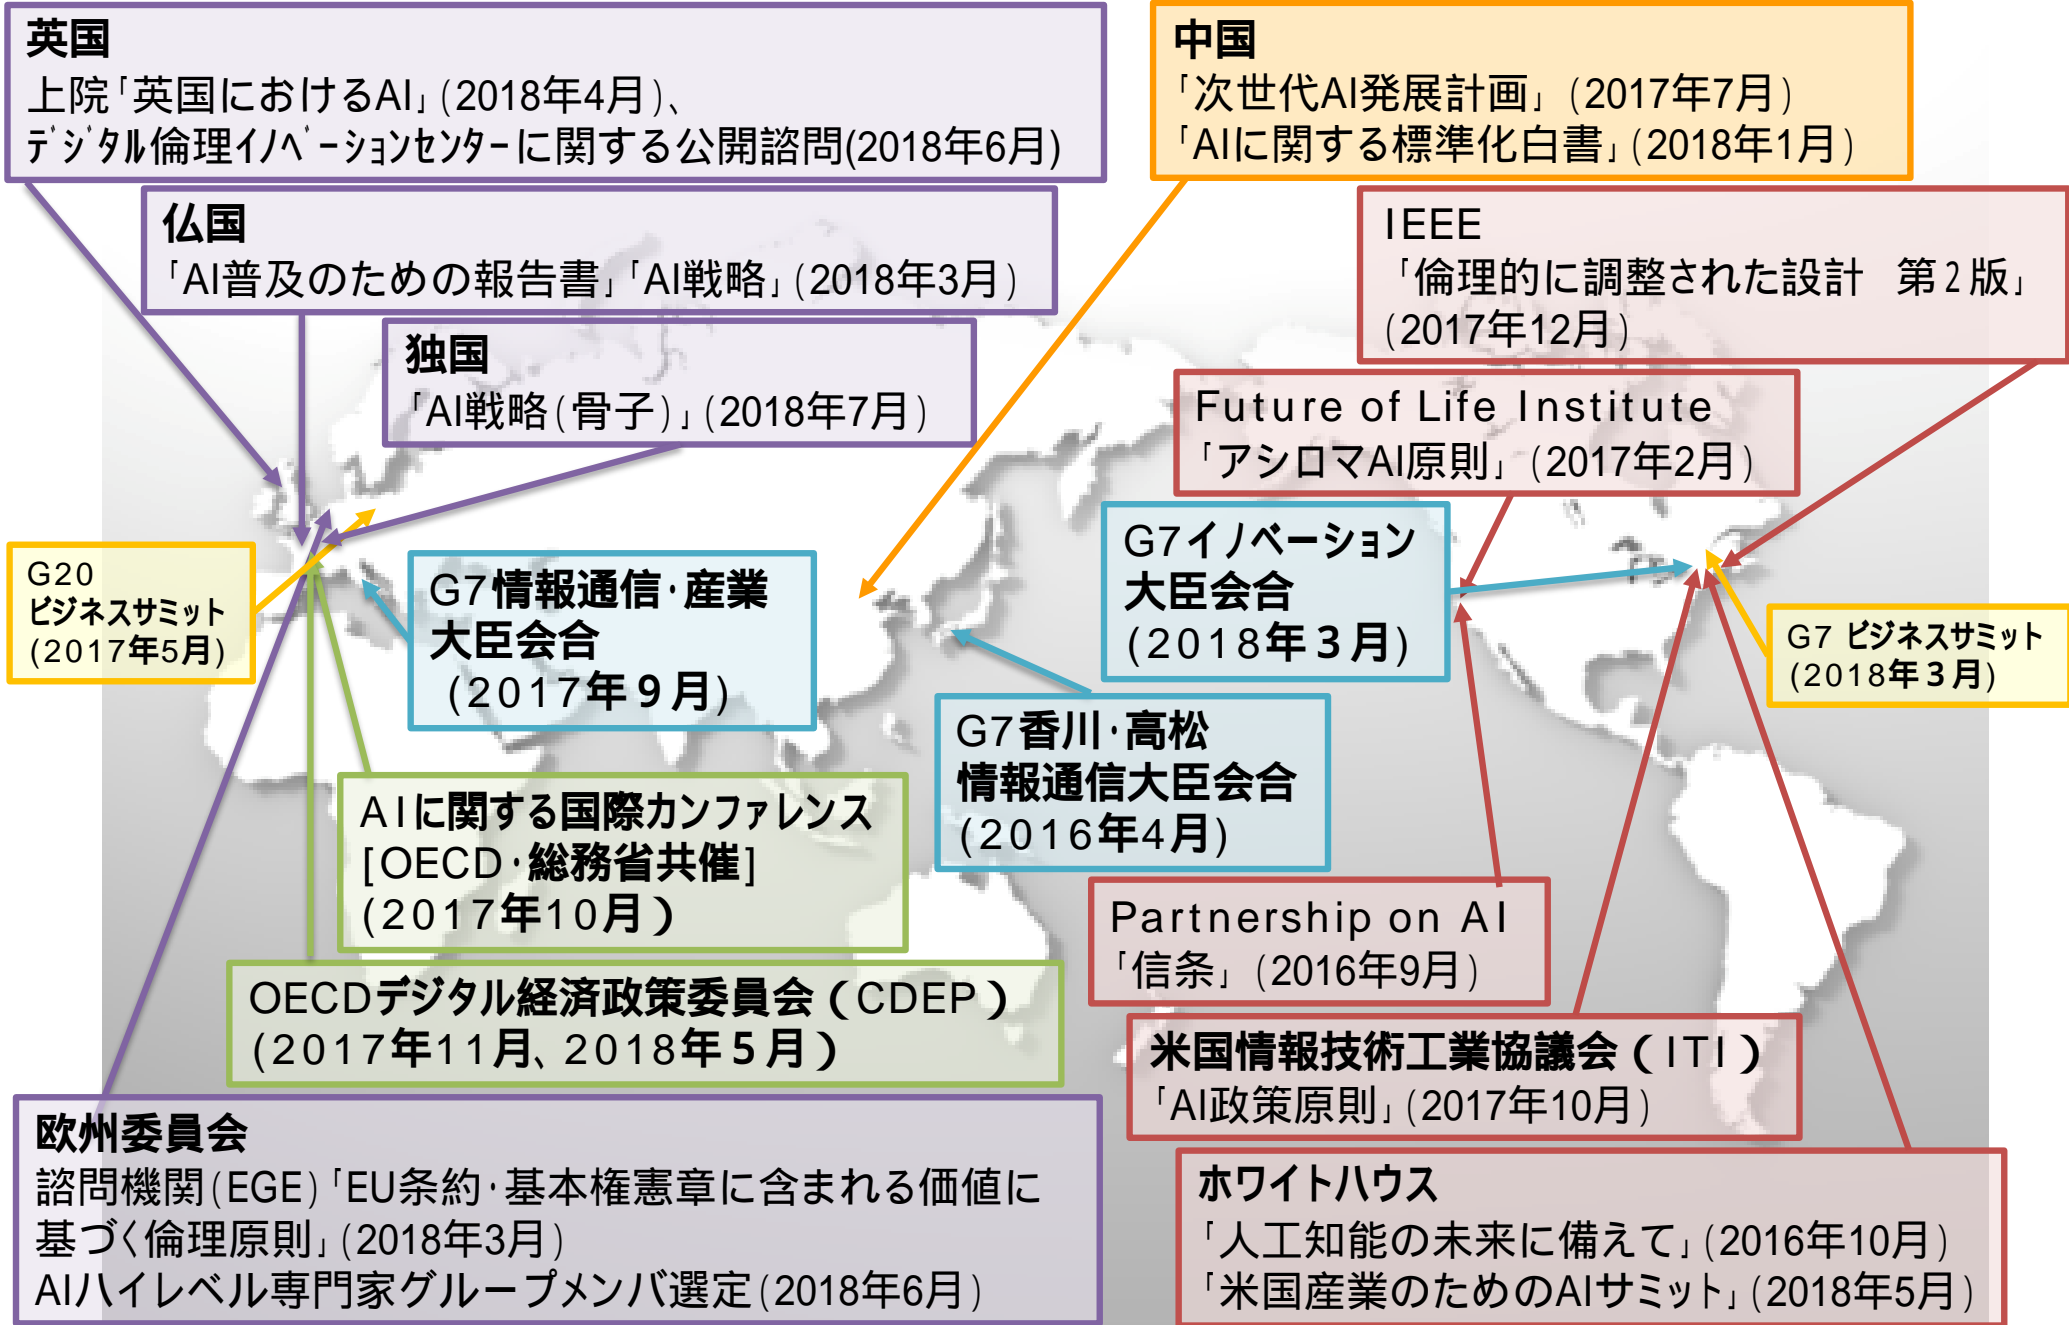 英国
上院「英国におけるAI」(2018年4月)、
ﾃﾞｼﾞﾀﾙ倫理ｲﾉﾍﾞｰｼｮﾝｾﾝﾀｰに関する公開諮問(2018年6月)
中国
「次世代AI発展計画」(2017年7月)
「AIに関する標準化白書」(2018年1月)
仏国
「AI普及のための報告書」「AI戦略」(2018年3月)
IEEE
「倫理的に調整された設計　第２版」
(2017年12月)
独国
「AI戦略(骨子)」(2018年7月)
Future of Life Institute
「アシロマAI原則」(2017年2月)
G20
ビジネスサミット
(2017年5月)
G7情報通信･産業
大臣会合
(2017年９月)
G7イノベーション
大臣会合
(2018年３月)
G7 ビジネスサミット
(2018年３月)
G7香川･高松
情報通信大臣会合
(2016年4月)
AIに関する国際カンファレンス
[OECD･総務省共催]
(2017年10月）
Partnership on AI
「信条」(2016年9月)
OECDデジタル経済政策委員会（CDEP）
(2017年11月、2018年５月）
米国情報技術工業協議会（ITI）
「AI政策原則」(2017年10月)
欧州委員会
諮問機関(EGE)「EU条約･基本権憲章に含まれる価値に
基づく倫理原則」(2018年3月)
AIハイレベル専門家グループメンバ選定(2018年6月)
ホワイトハウス
「人工知能の未来に備えて」(2016年10月)
「米国産業のためのAIサミット」(2018年5月)